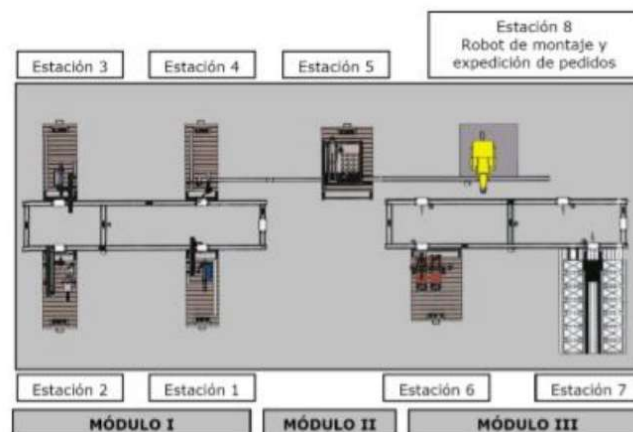 Estación 8
Robot de montaje y
expedición de pedidos
Estación 3
Estación 4
Estación 5
Estación 2
Estación 1
Estación 6
Estación 7
MÓDULO I
MÓDULO II
MÓDULO III